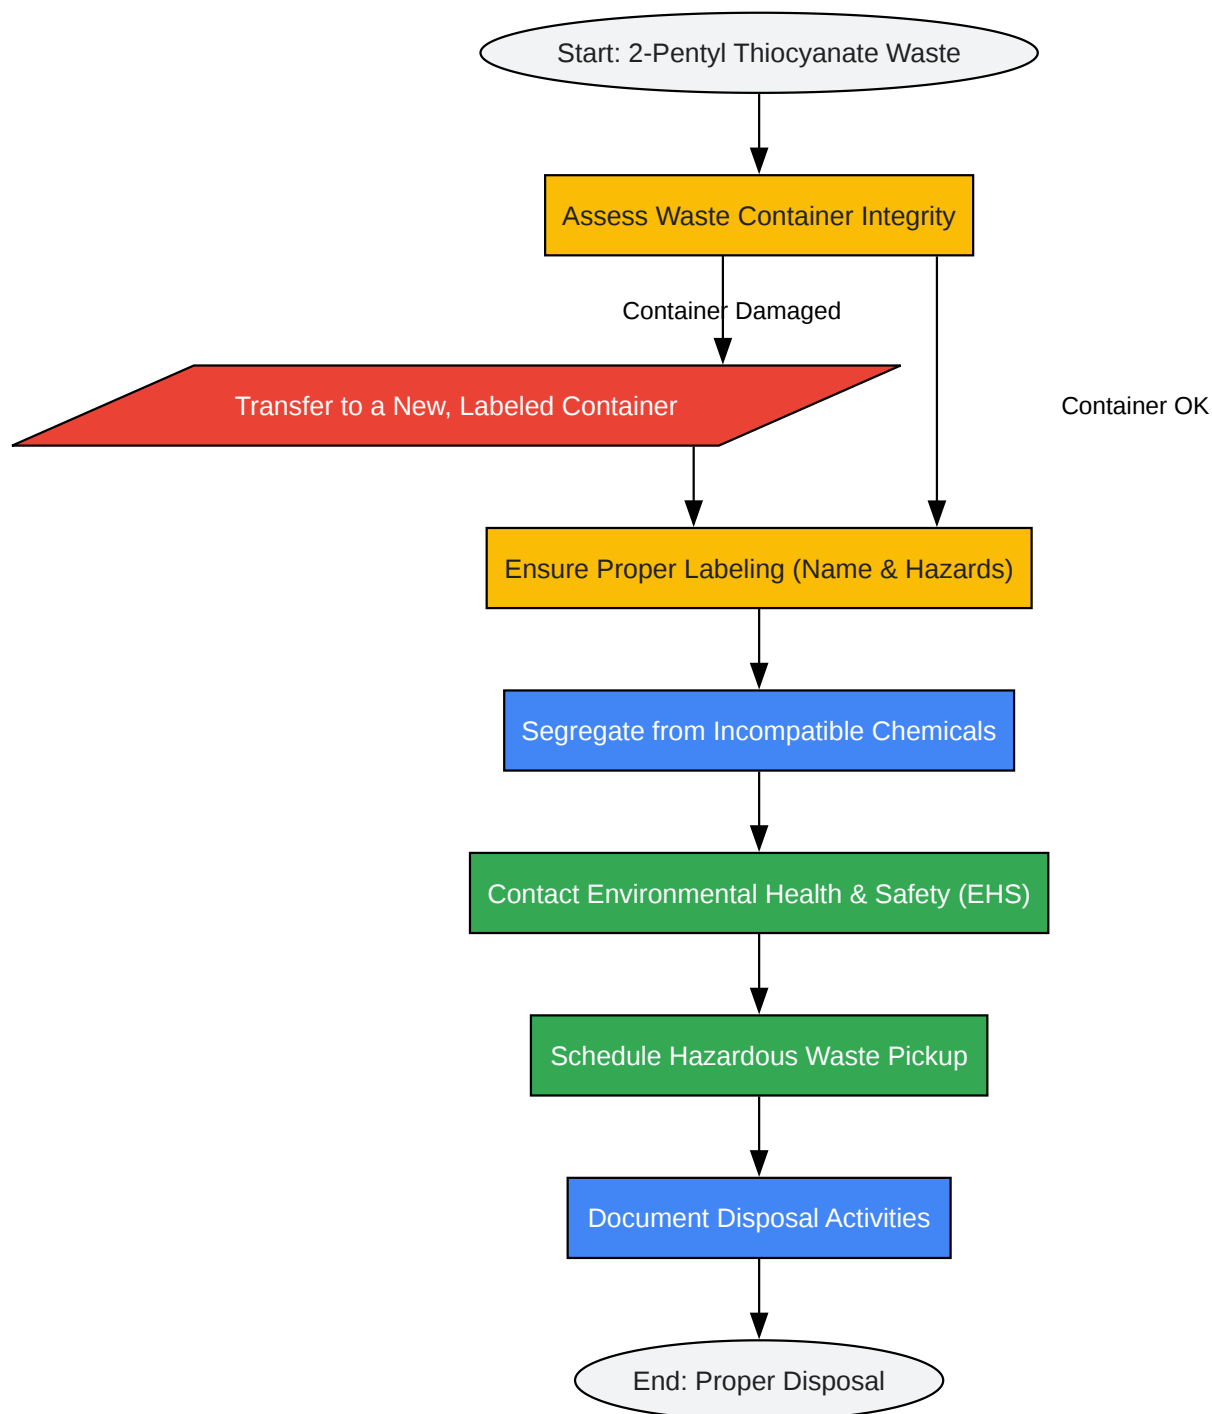 Start: 2-Pentyl Thiocyanate Waste
Assess Waste Container Integrity
Container Damaged
Transfer to a New, Labeled Container
Container OK
Ensure Proper Labeling (Name & Hazards)
Segregate from Incompatible Chemicals
Contact Environmental Health & Safety (EHS)
Schedule Hazardous Waste Pickup
Document Disposal Activities
End: Proper Disposal